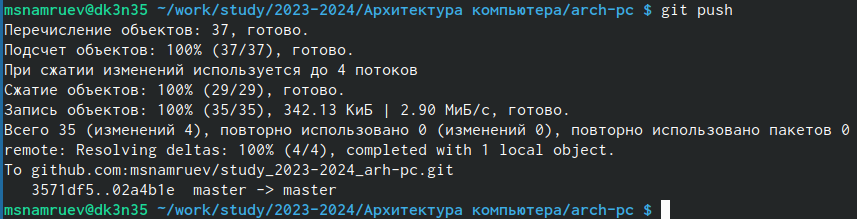 msnamruev@dk3n35 ~/work/study/2023-2024/Архитектура компьютера/arch-pc $ git push
Перечисление объектов: 37, готово.
Подсчет объектов: 100% (37/37), готово.
При сжатии изменений используется до 4 потоков
Сжатие объектов: 100% (29/29), готово.
Запись объектов: 100% (35/35), 342.13 КиБ | 2.90 МиБ/с, готово.
Всего 35 (изменений 4), повторно использовано 0 (изменений 0), повторно использовано пакетов 0
remote: Resolving deltas: 100% (4/4), completed with 1 local object.
To github.com:msnamruev/study_2023-2024_arh-pc.git
   3571df5..02a4b1e  master -> master
msnamruev@dk3n35 ~/work/study/2023-2024/Архитектура компьютера/arch-pc $